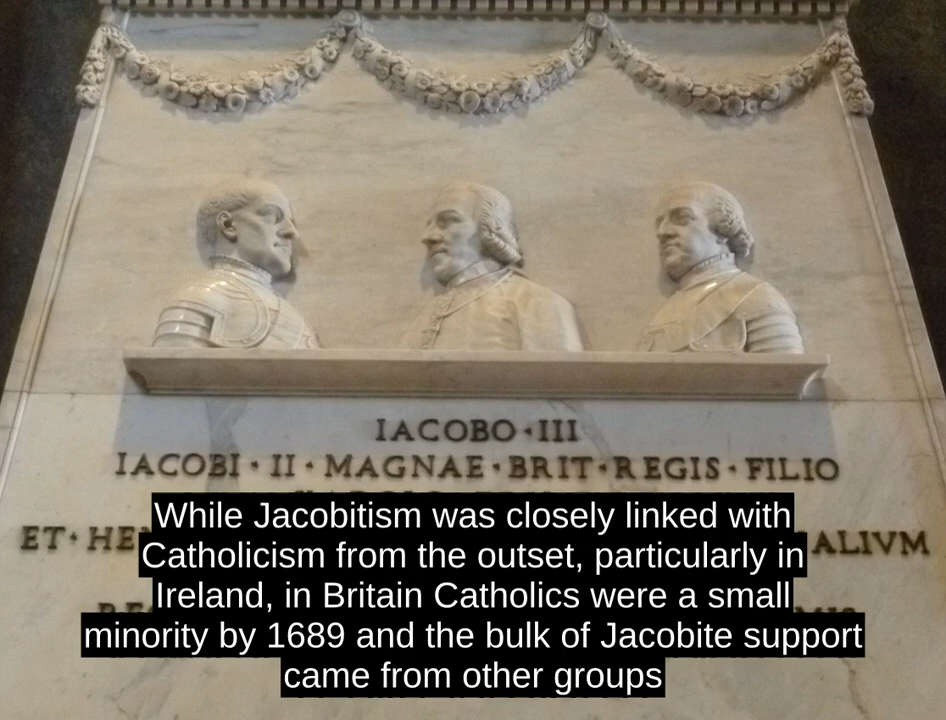 IACOBO·III
IACOBI·II·MAGNAE·BRIT·REGIS·FILIO
While Jacobitism was closely linked with
ET· ALIVM
Catholicism from the outset, particularly in
Ireland, in Britain Catholics were a small
minority by 1689 and the bulk of Jacobite support
came from other groups